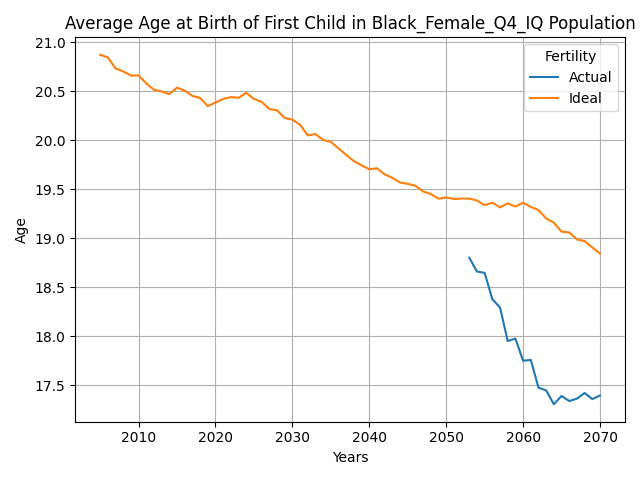 Average Age at Birth of First Child in Black_Female_Q4_IQ Population
Fertility
Actual
Ideal
Age
21.0
20.5
20.0
19.5
19.0
18.5
18.0
17.5
2010 2020 2030 2040 2050 2060 2070
Years